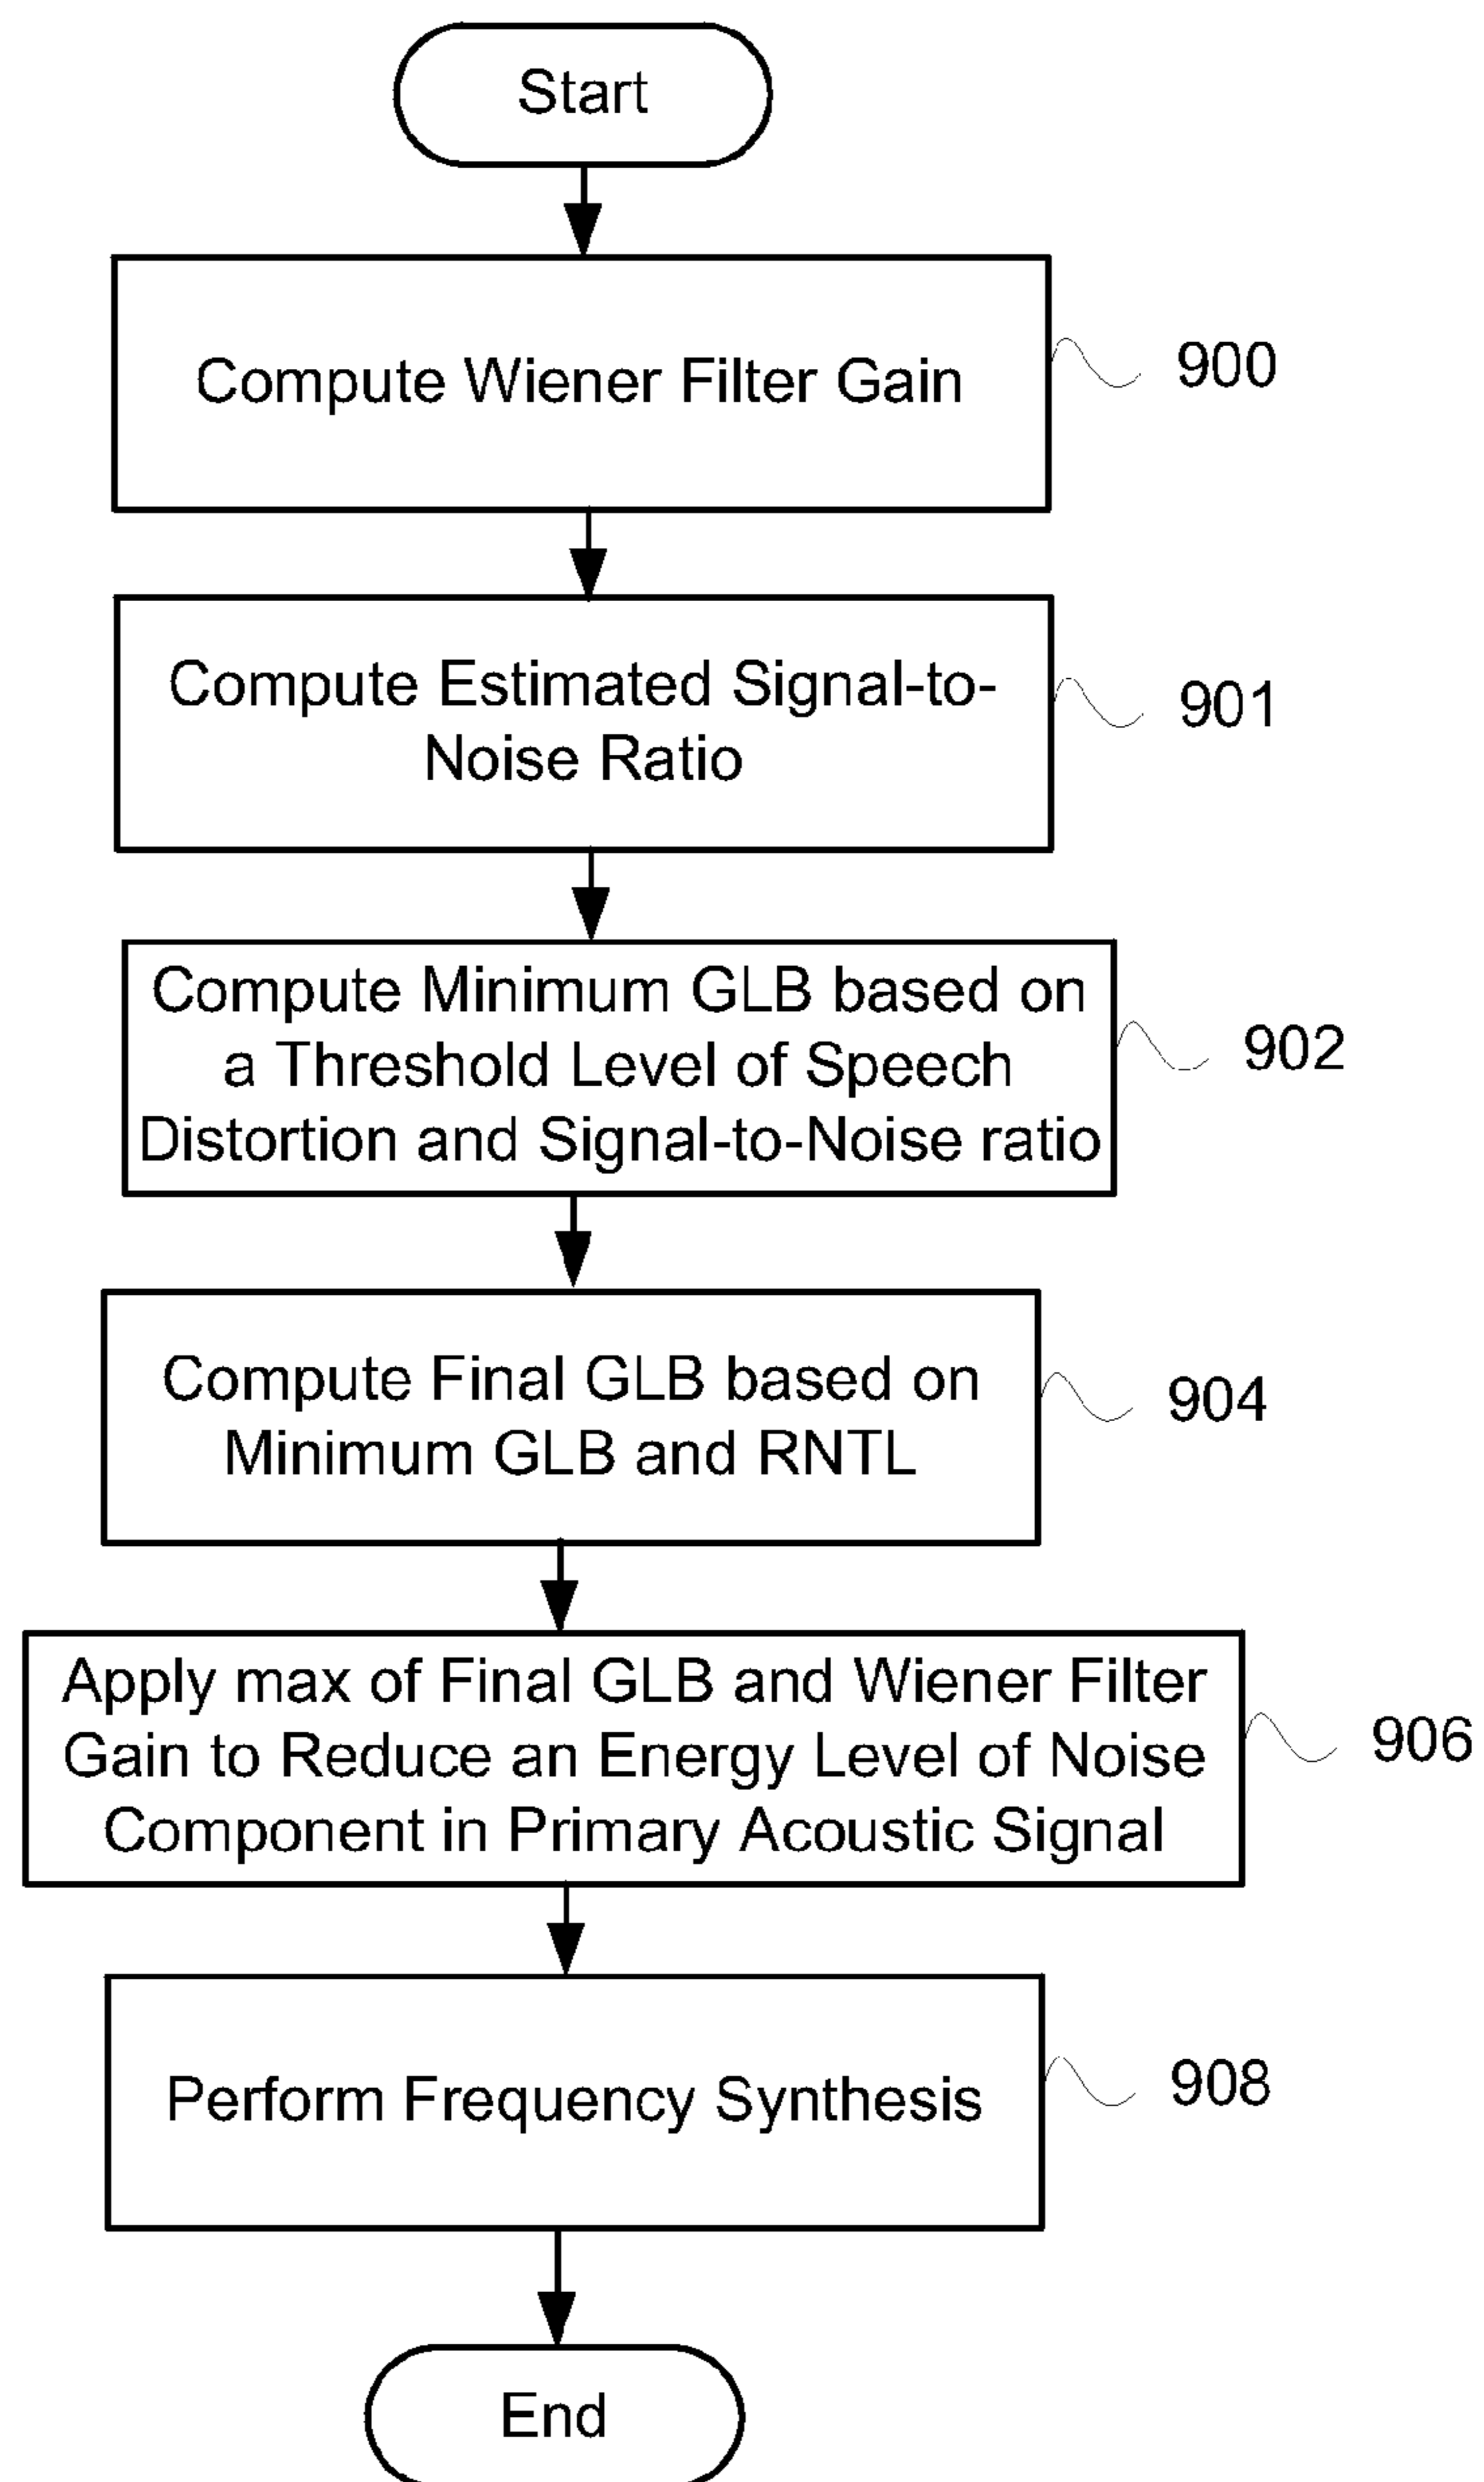 Start
Compute Wiener Filter Gain
900
Compute Estimated Signal-to-
Noise Ratio
901
Compute Minimum GLB based on
a Threshold Level of Speech
Distortion and Signal-to-Noise ratio
902
Compute Final GLB based on
Minimum GLB and RNTL
904
Apply max of Final GLB and Wiener Filter
Gain to Reduce an Energy Level of Noise
Component in Primary Acoustic Signal
906
Perform Frequency Synthesis
908
End